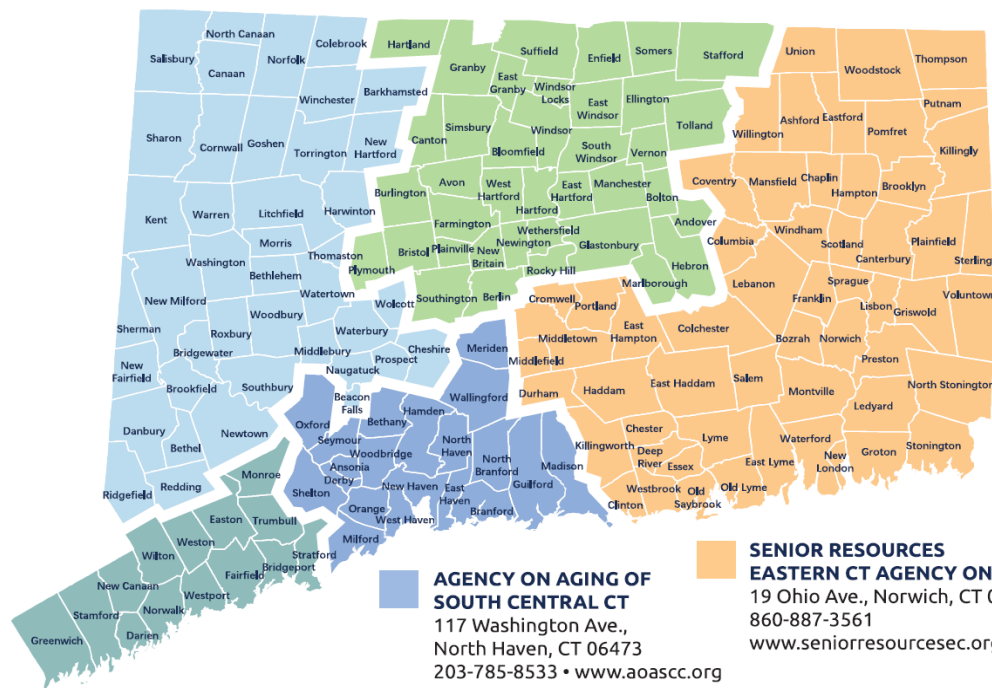 North Canaan
Colebrook
Hartland
Suffield
Enfield
Somers
Stafford
Union
Thompson
Salisbury
Canaan
Norfolk
Granby
East
Granby
Windsor
Locks
Woodstock
Winchester
Barkhamsted
East
Windsor
Ellington
Putnam
Sharon
Cornwall
Goshen
Torrington
New
Hartford
Canton
Simsbury
Bloomfield
Windsor
South
Windsor
Vernon
Tolland
Willington
Ashford
Eastford
Pomfret
Killingly
Kent
Warren
Litchfield
Harwinton
Burlington
Avon
West
Hartford
Hartford
East
Hartford
Manchester
Bolton
Coventry
Mansfield
Chaplin
Hampton
Brooklyn
Washington
Morris
Bethlehem
Thomaston
Plymouth
Bristol
Farmington
Plainville
New
Britain
Newington
Wethersfield
Rocky Hill
Glastonbury
Andover
Hebron
Marlborough
Columbia
Windham
Scotland
Canterbury
Plainfield
Sterling
New Milford
Watertown
Wolcott
Southington
Berlin
Cromwell
Portland
Lebanon
Franklin
Sprague
Lisbon
Griswold
Voluntown
Sherman
Roxbury
Woodbury
Waterbury
Middlebury
Naugatuck
Prospect
Cheshire
Meriden
Middletown
Middlefield
East
Hampton
Colchester
Bozrah
Norwich
Preston
New
Fairfield
Bridgewater
Brookfield
Southbury
Beacon
Falls
Wallingford
Durham
Haddam
East Haddam
Salem
Montville
North Stonington
Danbury
Bethel
Newtown
Oxford
Seymour
Bethany
Hamden
Woodbridge
North
Haven
North
Branford
Madison
Killingworth
Chester
Deep
River
Essex
Lyme
East Lyme
Waterford
New
London
Ledyard
Groton
Stonington
Ridgefield
Redding
Monroe
Shelton
Ansonia
Derby
Orange
New Haven
West Haven
East
Haven
Branford
Guilford
Clinton
Westbrook
Old
Saybrook
Old Lyme
Easton
Trumbull
Milford
Wilton
Weston
Fairfield
Bridgeport
Stratford
New Canaan
Norwalk
Westport
Stamford
Darien
Greenwich
AGENCY ON AGING OF
SOUTH CENTRAL CT
117 Washington Ave.,
North Haven, CT 06473
203-785-8533 • www.aoascc.org
SENIOR RESOURCES
EASTERN CT AGENCY ON
19 Ohio Ave., Norwich, CT 0
860-887-3561
www.seniorresourcesec.org